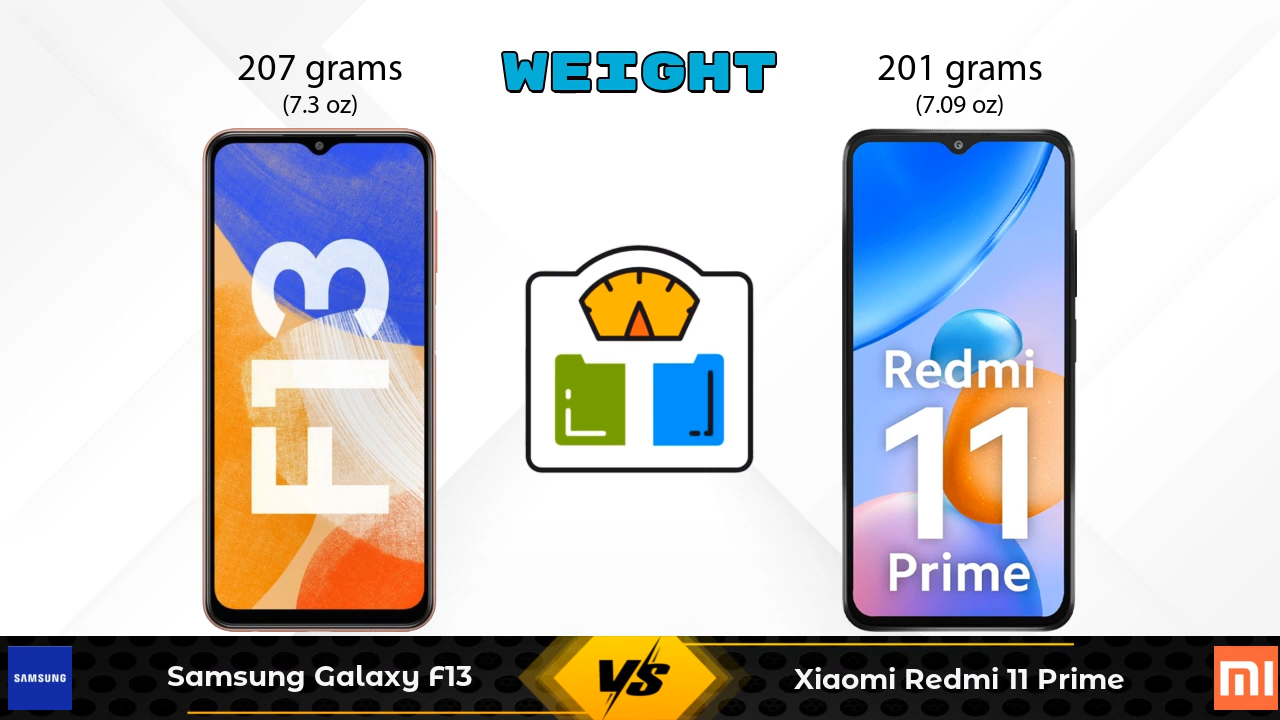 WEIGHT
207 grams
(7.3 oz)
201 grams
(7.09 oz)
F13
Redmi
11
Prime
SAMSUNG
Samsung Galaxy F13
VS
Xiaomi Redmi 11 Prime
mi